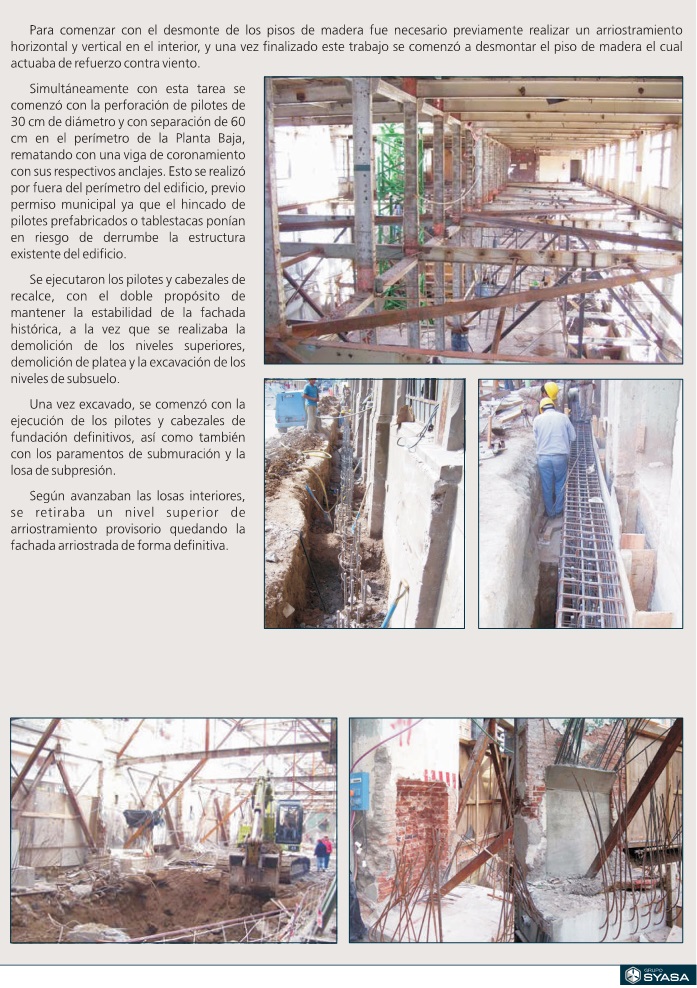 Para comenzar con el desmonte de los pisos de madera fue necesario previamente realizar un arriostramiento
horizontal y vertical en el interior, y una vez finalizado este trabajo se comenzó a desmontar el piso de madera el cual
actuaba de refuerzo contra viento.
Simultáneamente con esta tarea se
comenzó con la perforación de pilotes de
30 cm de diámetro y con separación de 60
cm en el perímetro de la Planta Baja,
rematando con una viga de coronamiento
con sus respectivos anclajes. Esto se realizó
por fuera del perímetro del edificio, previo
permiso municipal ya que el hincado de
pilotes prefabricados o tablestacas ponían
en riesgo de derrumbe la estructura
existente del edificio.
Se ejecutaron los pilotes y cabezales de
recalce, con el doble propósito de
mantener la estabilidad de la fachada
histórica, a la vez que se realizaba la
demolición de los niveles superiores,
demolición de platea y la excavación de los
niveles de subsuelo.
Una vez excavado, se comenzó con la
ejecución de los pilotes y cabezales de
fundación definitivos, así como también
con los paramentos de submuración y la
losa de subpresión.
Según avanzaban las losas interiores,
se retiraba un nivel superior de
arriostramiento provisorio quedando la
fachada arriostrada de forma definitiva.
GRUPO
SYASA